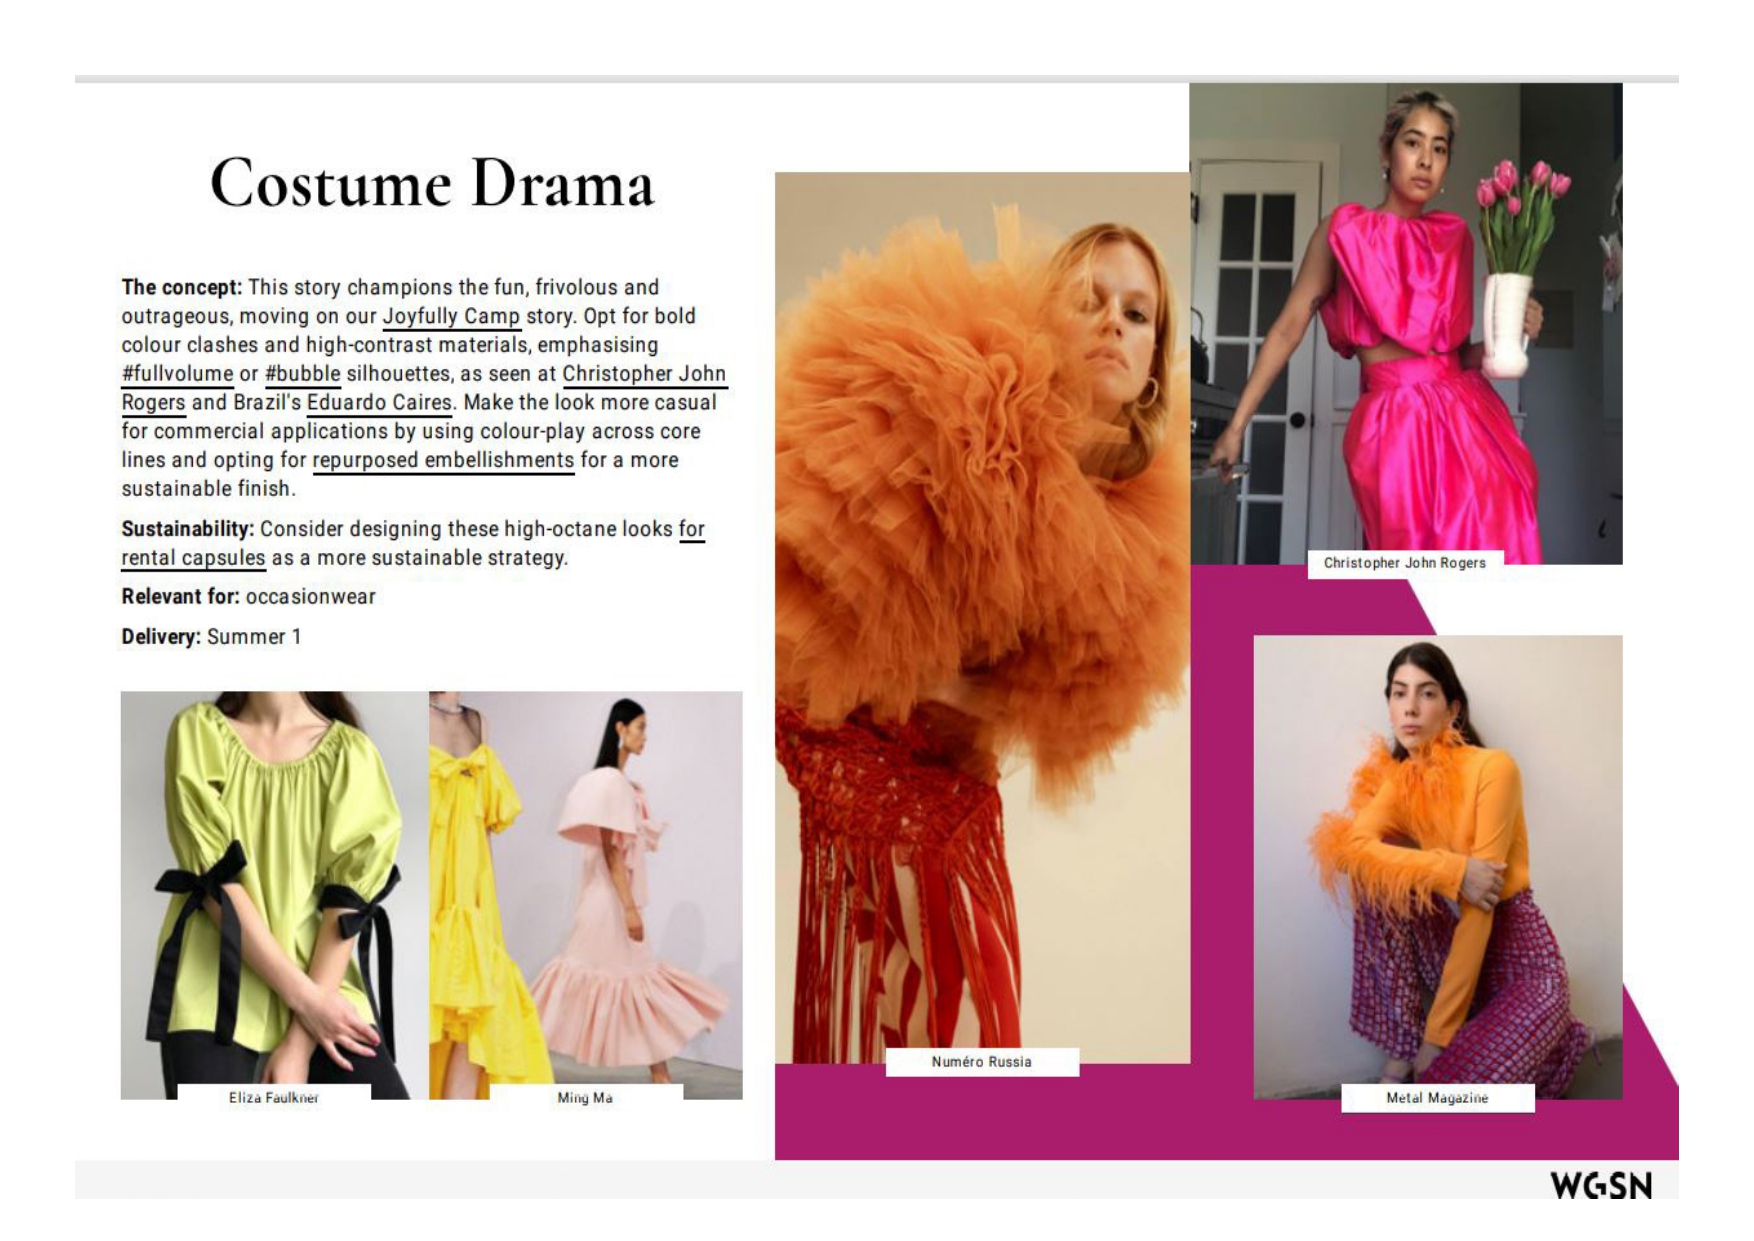 Costume Drama
The concept: This story champions the fun, frivolous and
outrageous, moving on our Joyfully Camp story. Opt for bold
colour clashes and high-contrast materials, emphasising
#fullvolume or #bubble silhouettes, as seen at Christopher John
Rogers and Brazil's Eduardo Caires. Make the look more casual
for commercial applications by using colour-play across core
lines and opting for repurposed embellishments for a more
sustainable finish.
Sustainability: Consider designing these high-octane looks for
rental capsules as a more sustainable strategy.
Relevant for: occasionwear
Delivery: Summer 1
Eliza Faulkner
Ming Ma
Numéro Russia
Christopher John Rogers
Metal Magazine
WGSN